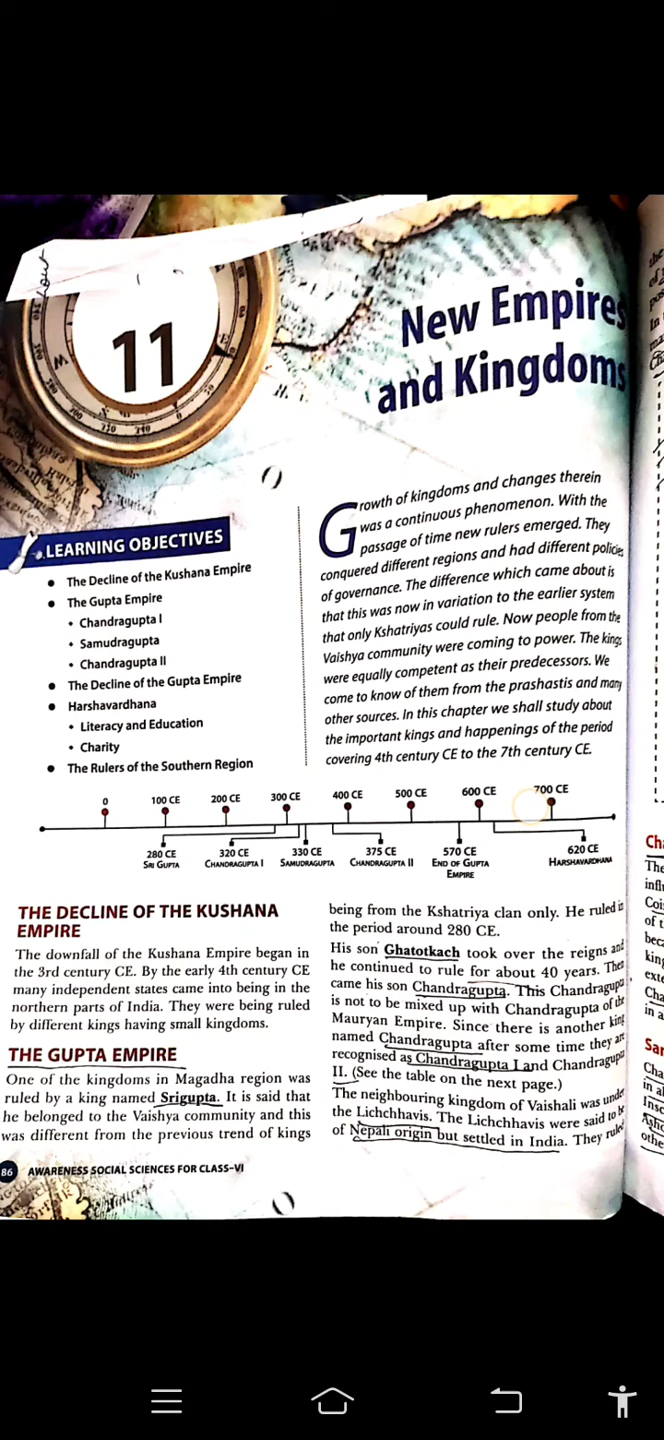 11
New Empires
and Kingdoms
LEARNING OBJECTIVES
• The Decline of the Kushana Empire
• The Gupta Empire
• Chandragupta I
• Samudragupta
• Chandragupta II
• The Decline of the Gupta Empire
• Harshavardhana
• Literacy and Education
• Charity
• The Rulers of the Southern Region
Growth of kingdoms and changes therein
was a continuous phenomenon. With the
passage of time new rulers emerged. They
conquered different regions and had different policies
of governance. The difference which came about is
that this was now in variation to the earlier system
that only Kshatriyas could rule. Now people from the
Vaishya community were coming to power. The kings
were equally competent as their predecessors. We
come to know of them from the prashastis and many
other sources. In this chapter we shall study about
the important kings and happenings of the period
covering 4th century CE to the 7th century CE.
0 100 CE 200 CE 300 CE 400 CE 500 CE 600 CE 700 CE
280 CE 320 CE 330 CE 375 CE 570 CE 620 CE
SRI GUPTA CHANDRAGUPTA I SAMUDRAGUPTA CHANDRAGUPTA II END OF GUPTA HARSHAVARDHANA
EMPIRE
THE DECLINE OF THE KUSHANA
EMPIRE
The downfall of the Kushana Empire began in
the 3rd century CE. By the early 4th century CE
many independent states came into being in the
northern parts of India. They were being ruled
by different kings having small kingdoms.
THE GUPTA EMPIRE
One of the kingdoms in Magadha region was
ruled by a king named Srigupta. It is said that
he belonged to the Vaishya community and this
was different from the previous trend of kings
being from the Kshatriya clan only. He ruled in
the period around 280 CE.
His son Ghatotkach took over the reigns and
he continued to rule for about 40 years. Then
came his son Chandragupta. This Chandragupta
is not to be mixed up with Chandragupta of the
Mauryan Empire. Since there is another king
named Chandragupta after some time they are
recognised as Chandragupta I and Chandragupta
II. (See the table on the next page.)
The neighbouring kingdom of Vaishali was under
the Lichchhavis. The Lichchhavis were said to be
of Nepali origin but settled in India. They ruled
86 AWARENESS SOCIAL SCIENCES FOR CLASS–VI